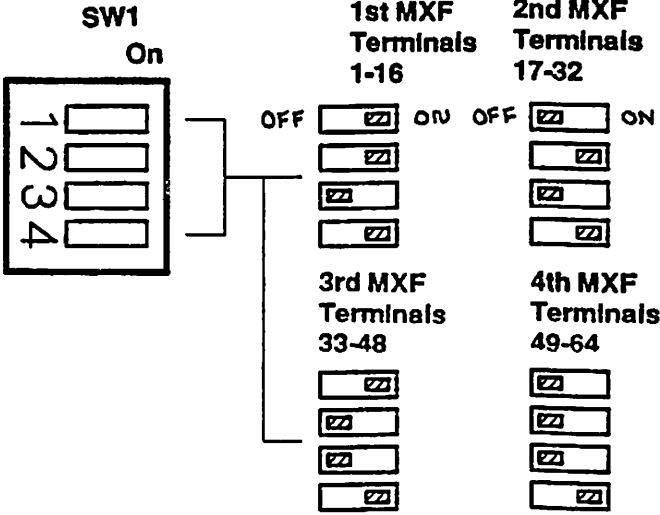 SW1
On
1
2
3
4
1st MXF
Terminals
1-16
2nd MXF
Terminals
17-32
OFF
ON
OFF
ON
3rd MXF
Terminals
33-48
4th MXF
Terminals
49-64